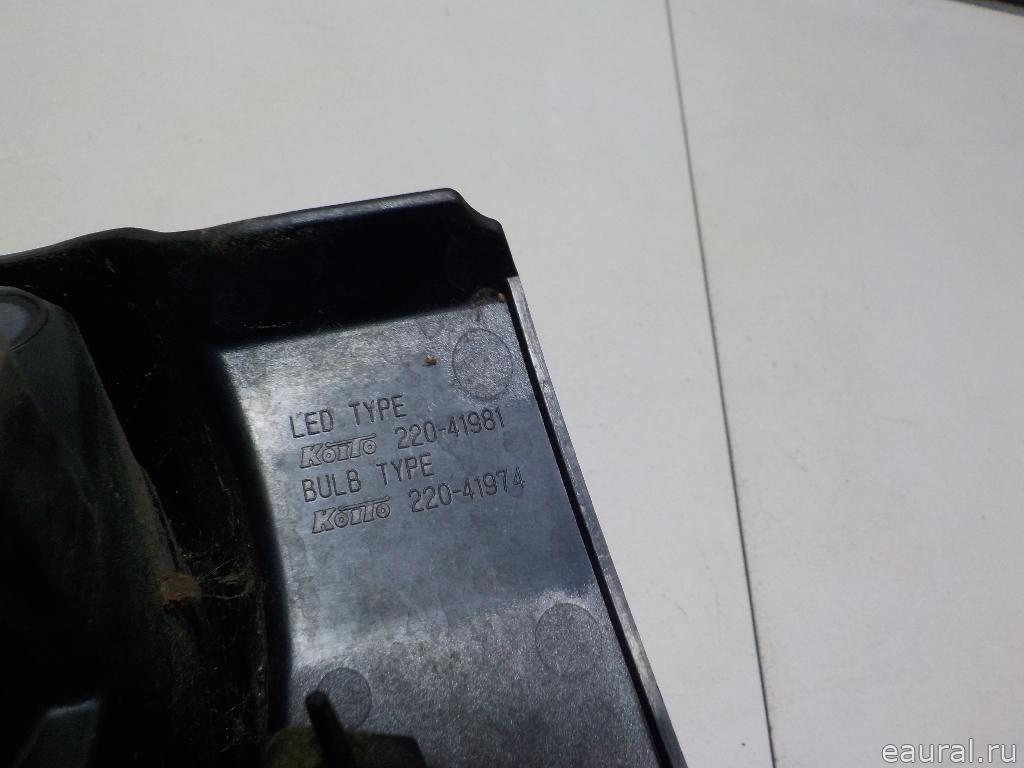 LED TYPE
KOITO 220-41981
BULB TYPE
KOITO 220-41974
eaural.ru